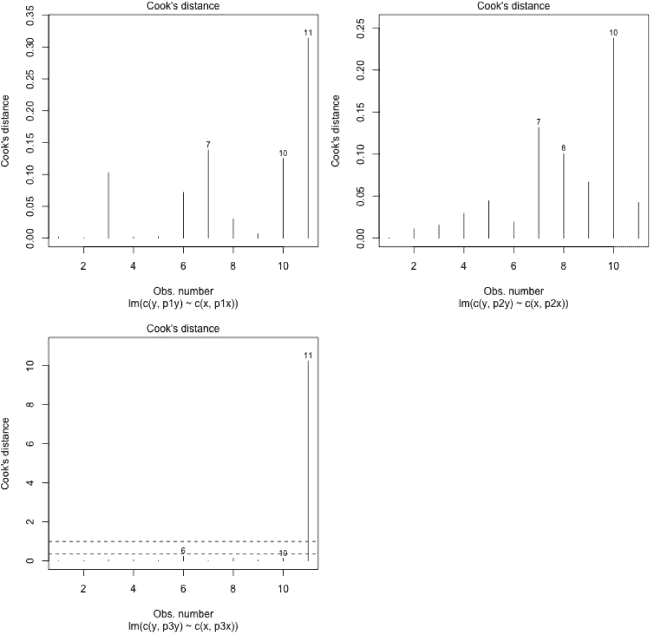 Cook's distance
Cook's distance
0.00 0.05 0.10 0.15 0.20 0.25 0.30 0.35
7
10
11
2 4 6 8 10
Obs. number
lm(c(y, p1y) ~ c(x, p1x))
Cook's distance
Cook's distance
0.00 0.05 0.10 0.15 0.20 0.25
7
8
10
2 4 6 8 10
Obs. number
lm(c(y, p2y) ~ c(x, p2x))
Cook's distance
Cook's distance
0 2 4 6 8 10
6
10
11
2 4 6 8 10
Obs. number
lm(c(y, p3y) ~ c(x, p3x))